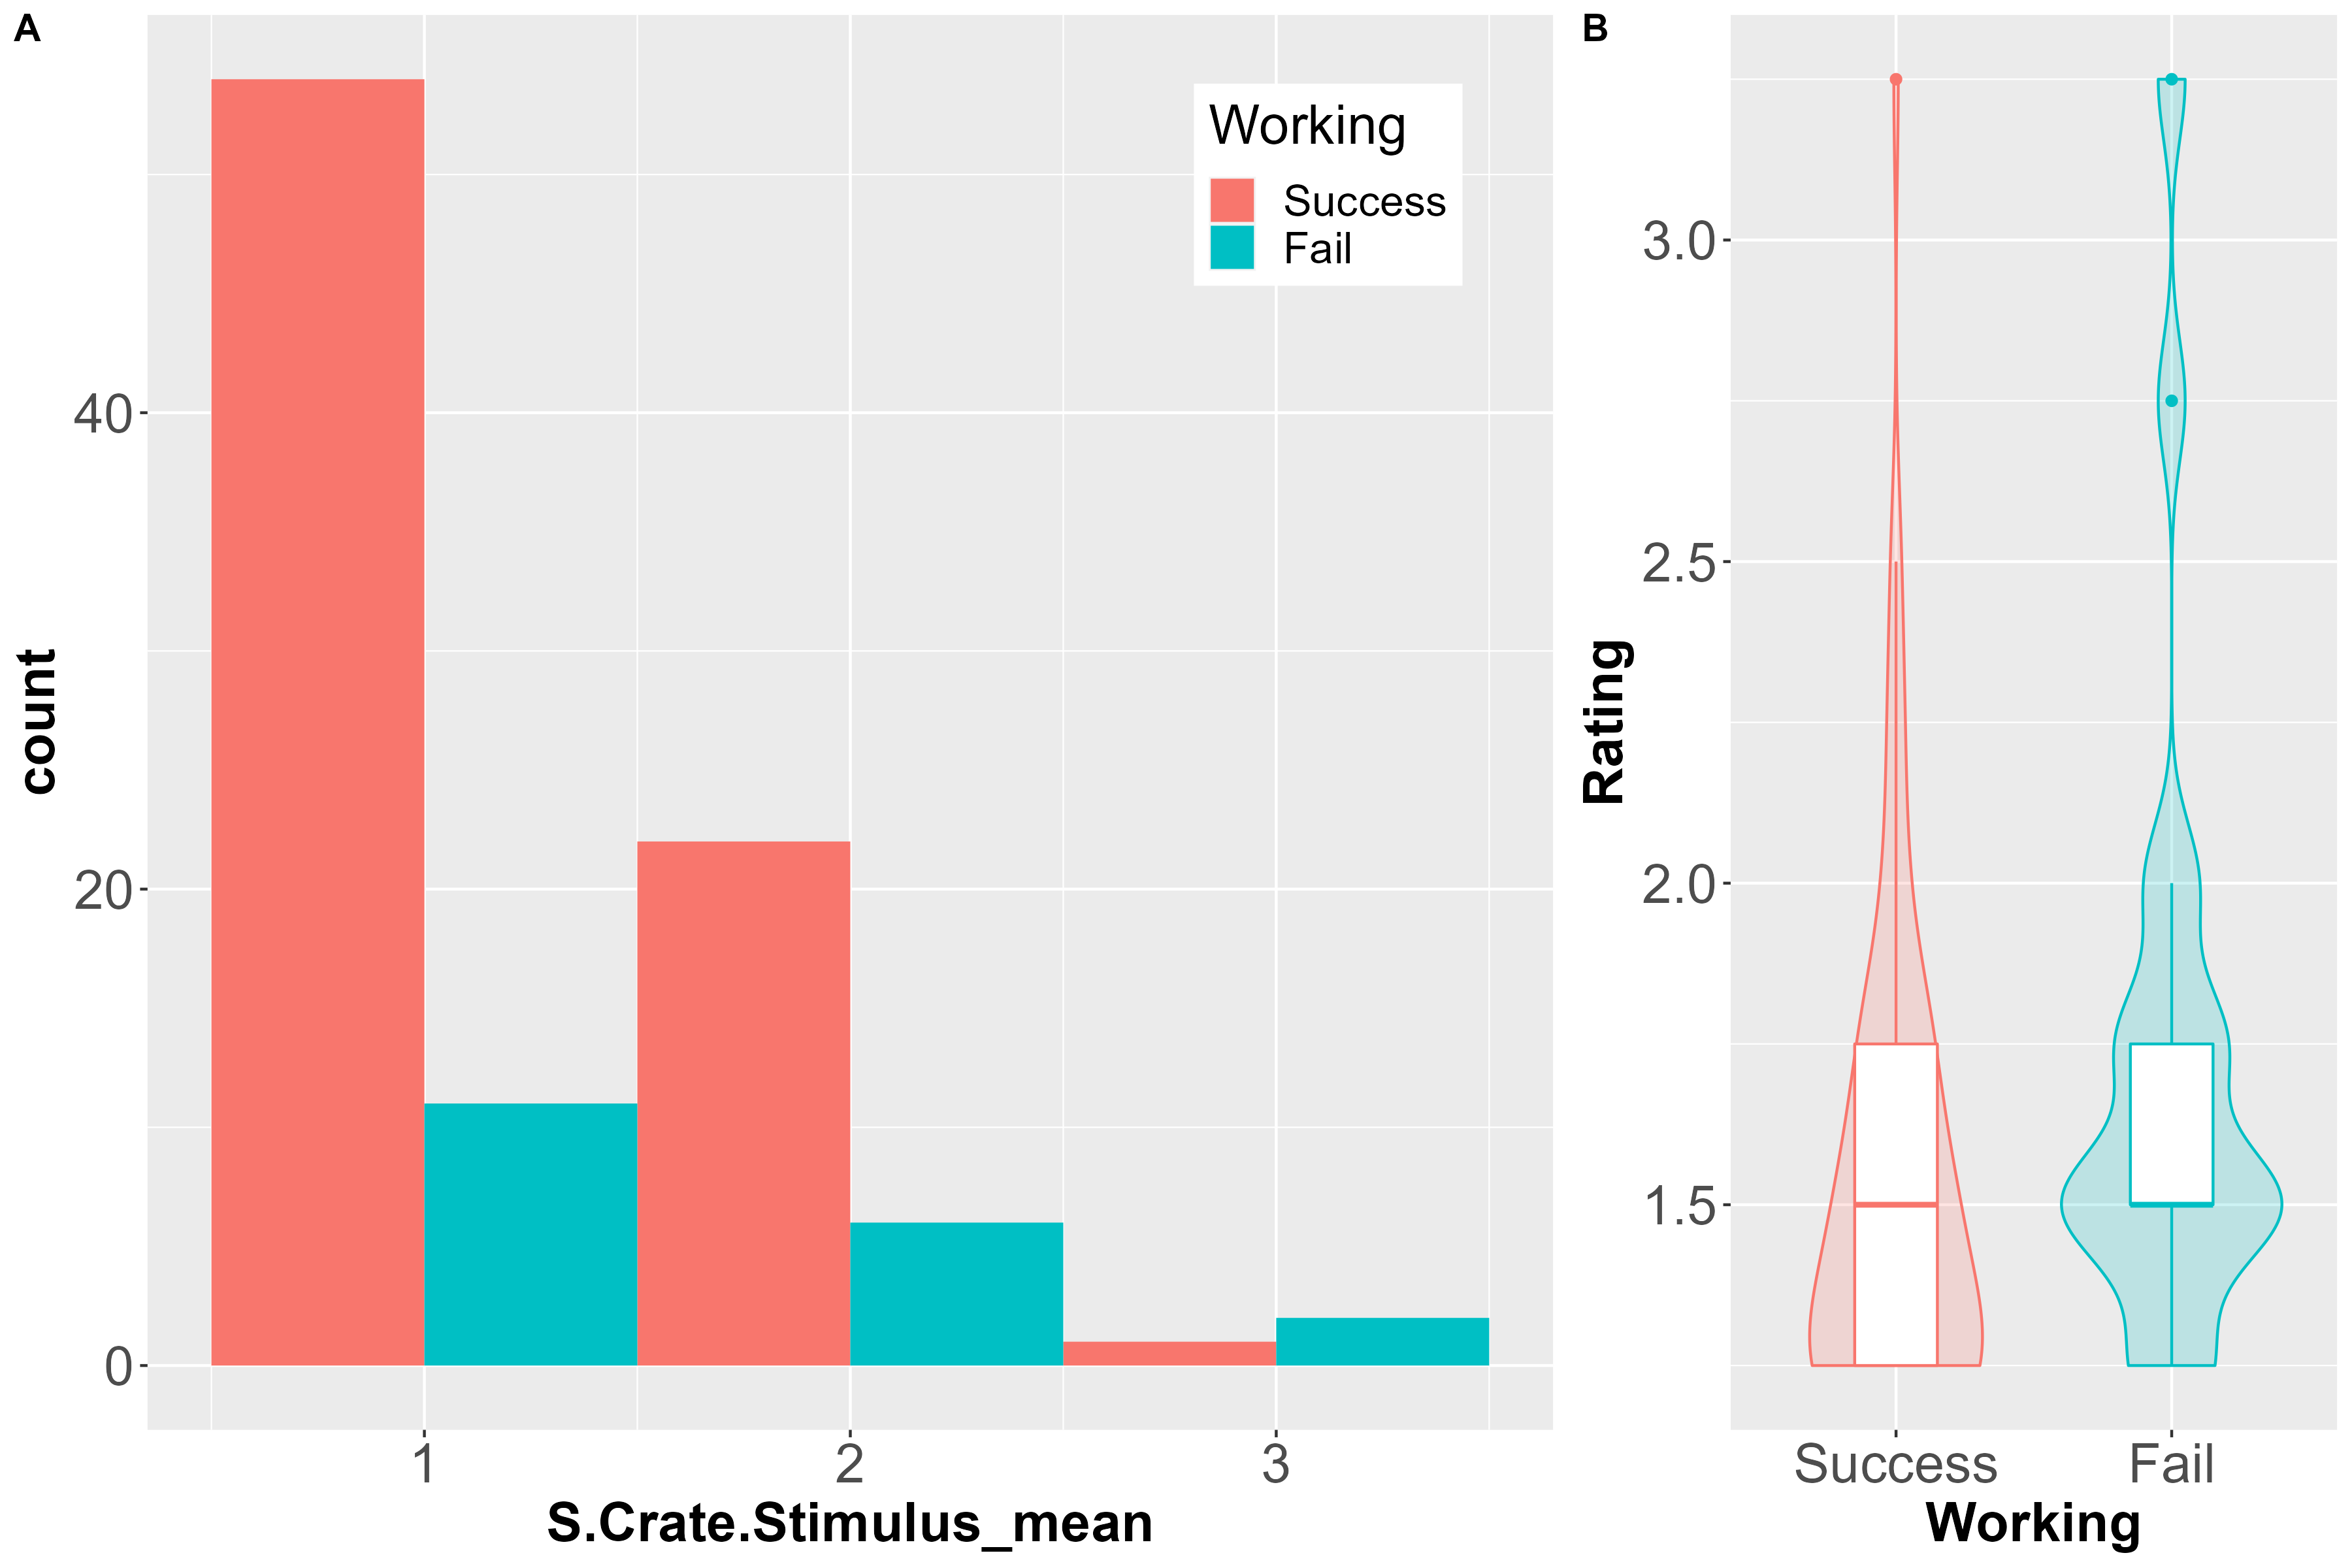 A
Working
Success
Fail
40
20
0
count
1
2
3
S.Crate.Stimulus_mean
B
3.0
2.5
2.0
1.5
Rating
Success
Fail
Working